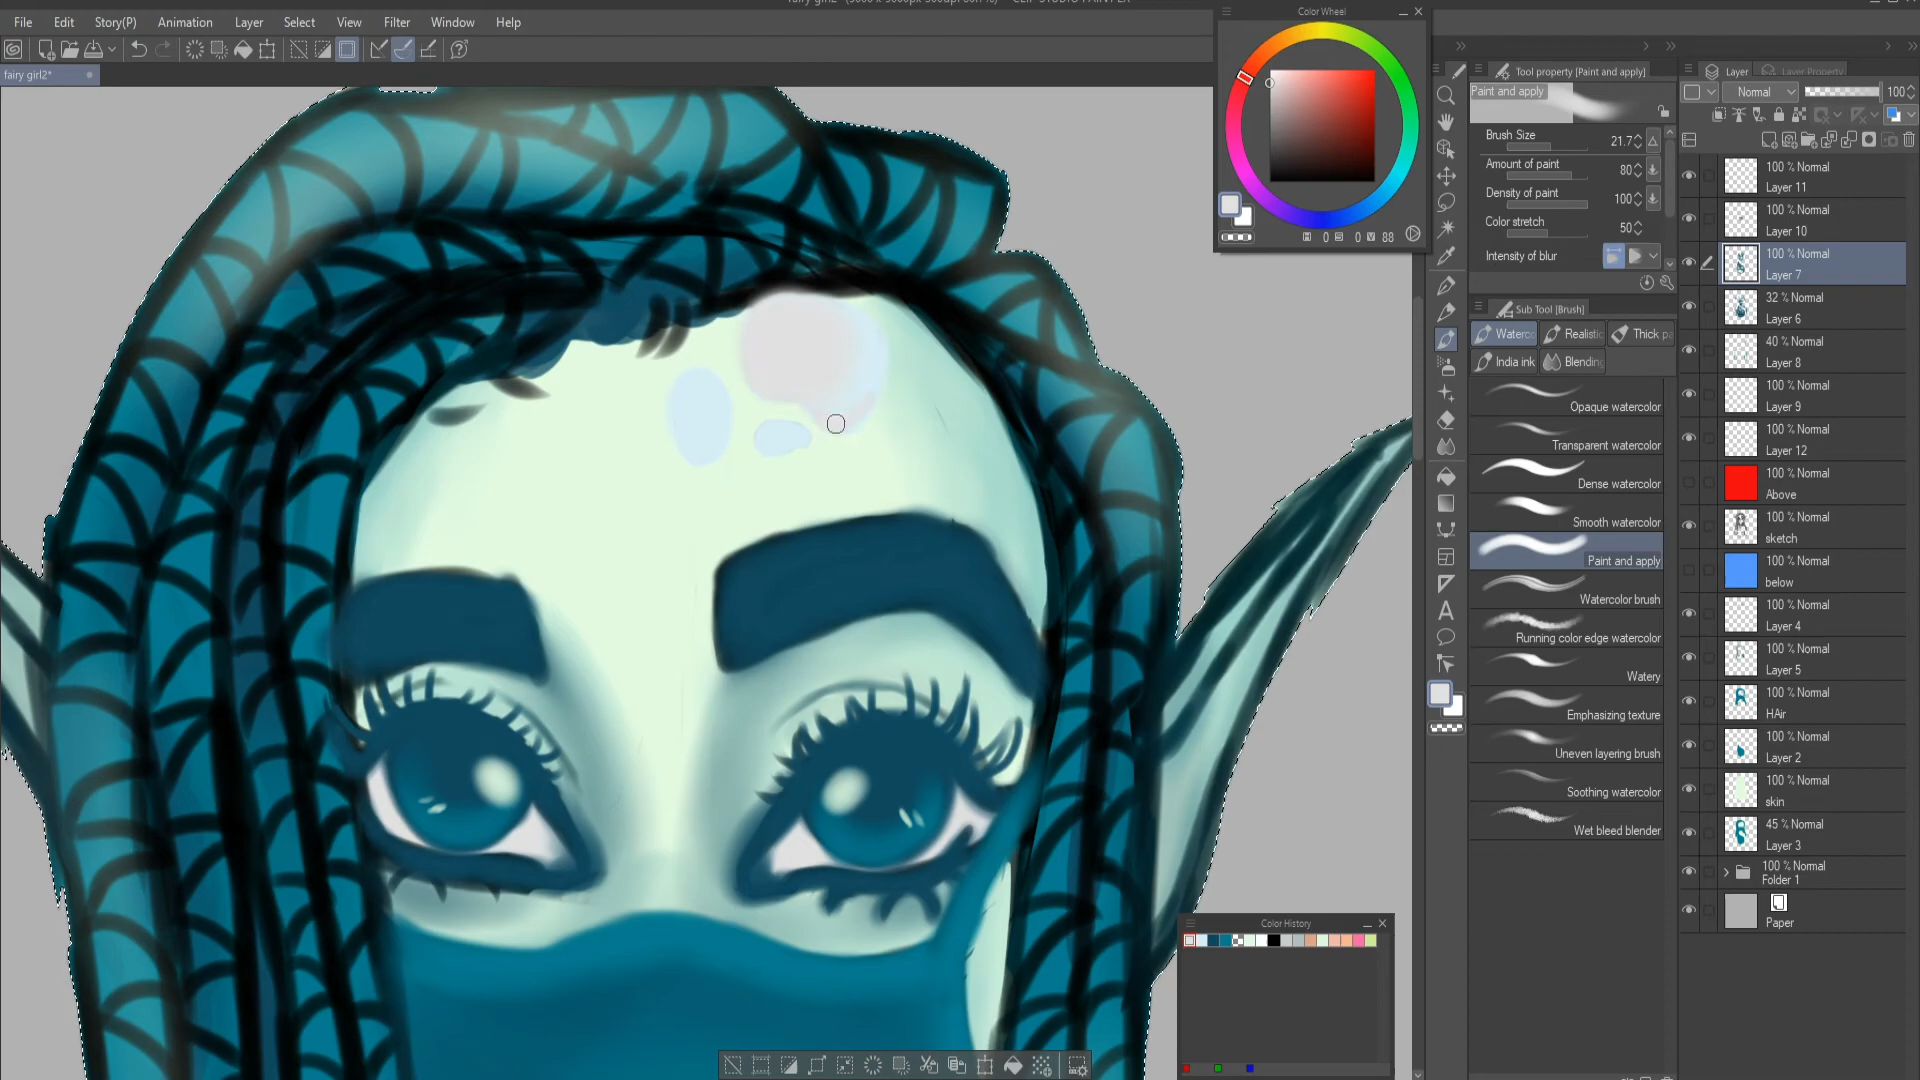 File Edit Story(P) Animation Layer Select View Filter Window Help
fairy girl2*
Color Wheel
0 0 88
Tool property [Paint and apply]
Paint and apply
Brush Size 21.7
Amount of paint 80
Density of paint 100
Color stretch 50
Intensity of blur
Sub Tool [Brush]
Waterc Realistic Thick pa
India ink Blending
Opaque watercolor
Transparent watercolor
Dense watercolor
Smooth watercolor
Paint and apply
Watercolor brush
Running color edge watercolor
Watery
Emphasizing texture
Uneven layering brush
Soothing watercolor
Wet bleed blender
Layer Layer Property
Normal 100
100 % Normal
Layer 11
100 % Normal
Layer 10
100 % Normal
Layer 7
32 % Normal
Layer 6
40 % Normal
Layer 8
100 % Normal
Layer 9
100 % Normal
Layer 12
100 % Normal
Above
100 % Normal
sketch
100 % Normal
below
100 % Normal
Layer 4
100 % Normal
Layer 5
100 % Normal
HAir
100 % Normal
Layer 2
100 % Normal
skin
45 % Normal
Layer 3
100 % Normal
Folder 1
Paper
Color History